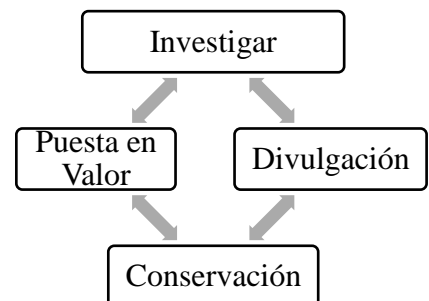 Investigar
Puesta en
Valor
Divulgación
Conservación